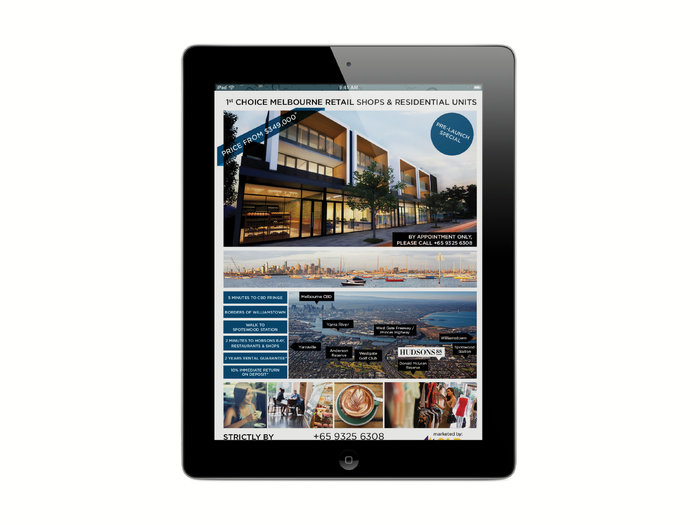 iPad
9:41 AM
1st CHOICE MELBOURNE RETAIL SHOPS & RESIDENTIAL UNITS
PRICE FROM $349,000*
PRE-LAUNCH
SPECIAL
BY APPOINTMENT ONLY,
PLEASE CALL +65 9325 6308
5 MINUTES TO CBD FRINGE
BORDERS OF WILLIAMSTOWN
WALK TO
SPOTSWOOD STATION
2 MINUTES TO HOBSONS BAY,
RESTAURANTS & SHOPS
2 YEARS RENTAL GUARANTEE*
10% IMMEDIATE RETURN
ON DEPOSIT*
Melbourne CBD
Yarra River
West Gate Freeway /
Princes Highway
Williamstown
Yarraville
Anderson
Reserve
Westgate
Golf Club
HUDSONS
Spotswood
Station
Donald McLean
Reserve
STRICTLY BY
+65 9325 6308
marketed by: